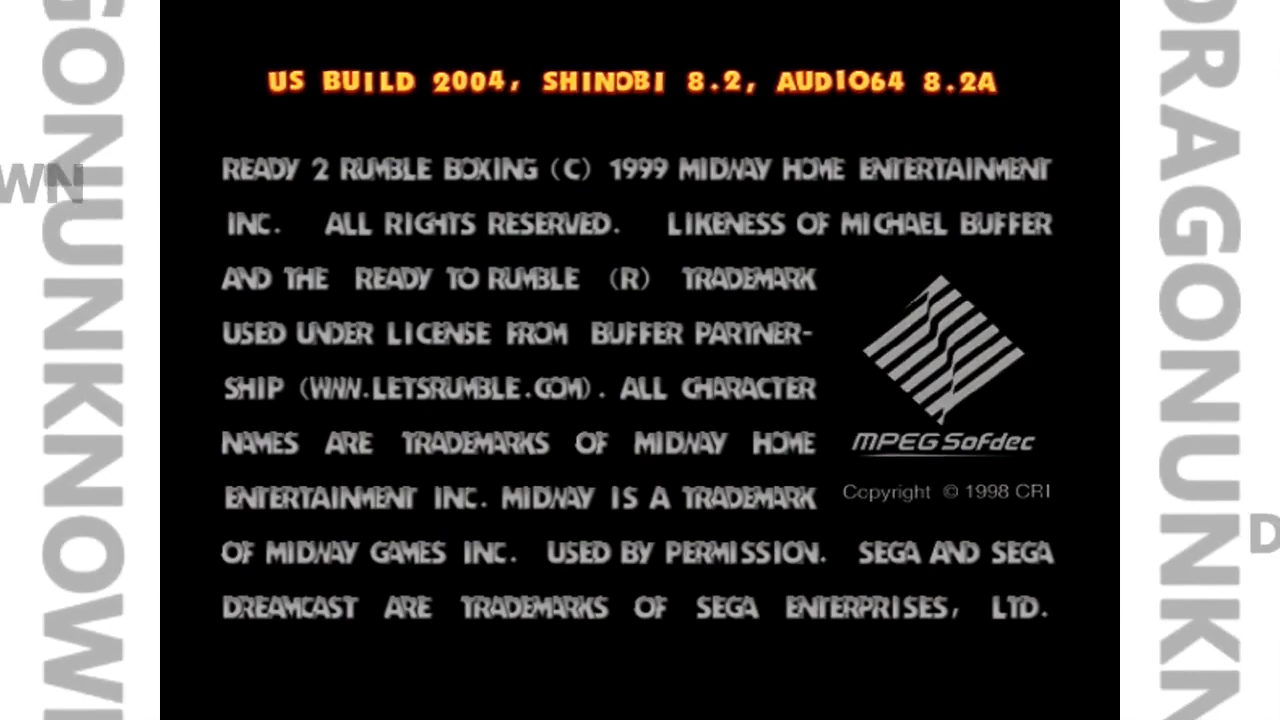 US BUILD 2004, SHINOBI 8.2, AUDIO64 8.2A
READY 2 RUMBLE BOXING (C) 1999 MIDWAY HOME ENTERTAINMENT
INC. ALL RIGHTS RESERVED. LIKENESS OF MICHAEL BUFFER
AND THE READY TO RUMBLE (R) TRADEMARK
USED UNDER LICENSE FROM BUFFER PARTNER-
SHIP (WWW.LETSRUMBLE.COM). ALL CHARACTER
NAMES ARE TRADEMARKS OF MIDWAY HOME
ENTERTAINMENT INC. MIDWAY IS A TRADEMARK
OF MIDWAY GAMES INC. USED BY PERMISSION. SEGA AND SEGA
DREAMCAST ARE TRADEMARKS OF SEGA ENTERPRISES, LTD.
MPEG Sofdec
Copyright © 1998 CRI
GONUNKNOW
DRAGONUNKN
WN
D